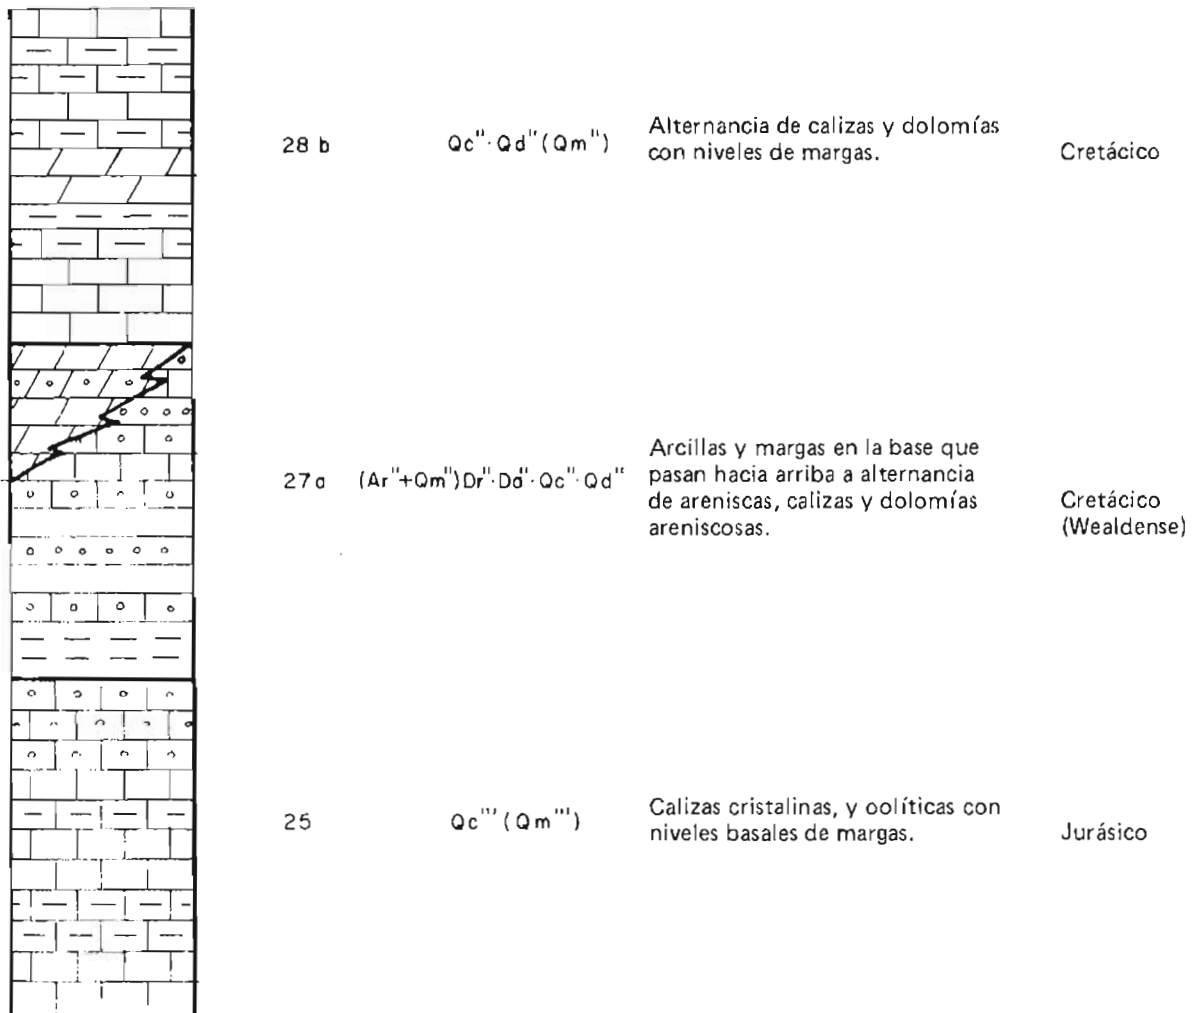 28 b Qc''·Qd''(Qm'') Alternancia de calizas y dolomías
con niveles de margas. Cretácico
27a (Ar''+Qm'')Dr''·Dd''·Qc''·Qd'' Arcillas y margas en la base que
pasan hacia arriba a alternancia
de areniscas, calizas y dolomías
areniscosas. Cretácico
(Wealdense)
25 Qc'''(Qm''') Calizas cristalinas, y oolíticas con
niveles basales de margas. Jurásico